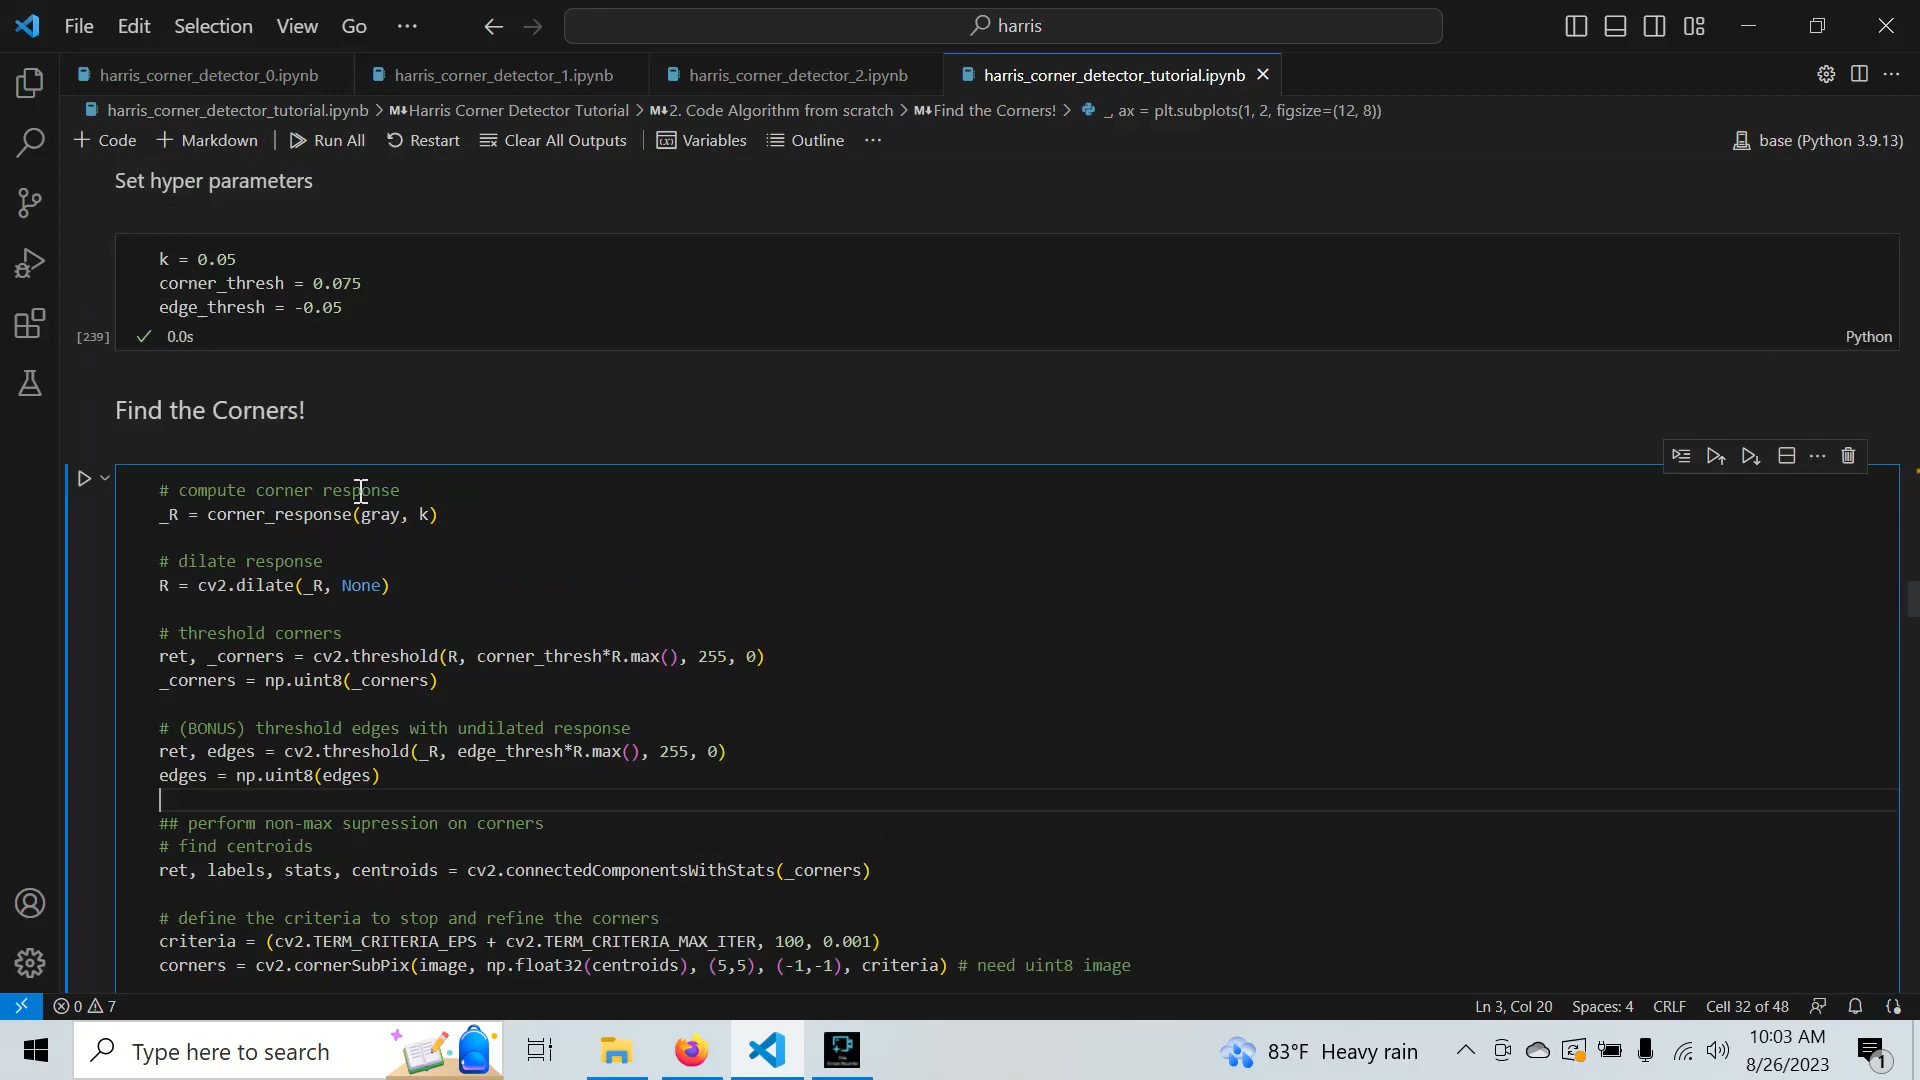 File Edit Selection View Go ···
harris
harris_corner_detector_0.ipynb harris_corner_detector_1.ipynb harris_corner_detector_2.ipynb harris_corner_detector_tutorial.ipynb
harris_corner_detector_tutorial.ipynb > M↓Harris Corner Detector Tutorial > M↓2. Code Algorithm from scratch > M↓Find the Corners! > _, ax = plt.subplots(1, 2, figsize=(12, 8))
+ Code + Markdown Run All Restart Clear All Outputs Variables Outline ··· base (Python 3.9.13)
Set hyper parameters
k = 0.05
corner_thresh = 0.075
edge_thresh = -0.05
[239] ✓ 0.0s Python
Find the Corners!
# compute corner response
_R = corner_response(gray, k)
# dilate response
R = cv2.dilate(_R, None)
# threshold corners
ret, _corners = cv2.threshold(R, corner_thresh*R.max(), 255, 0)
_corners = np.uint8(_corners)
# (BONUS) threshold edges with undilated response
ret, edges = cv2.threshold(_R, edge_thresh*R.max(), 255, 0)
edges = np.uint8(edges)
## perform non-max supression on corners
# find centroids
ret, labels, stats, centroids = cv2.connectedComponentsWithStats(_corners)
# define the criteria to stop and refine the corners
criteria = (cv2.TERM_CRITERIA_EPS + cv2.TERM_CRITERIA_MAX_ITER, 100, 0.001)
corners = cv2.cornerSubPix(image, np.float32(centroids), (5,5), (-1,-1), criteria) # need uint8 image
0 7 Ln 3, Col 20 Spaces: 4 CRLF Cell 32 of 48
Type here to search 83°F Heavy rain 10:03 AM
8/26/2023 1